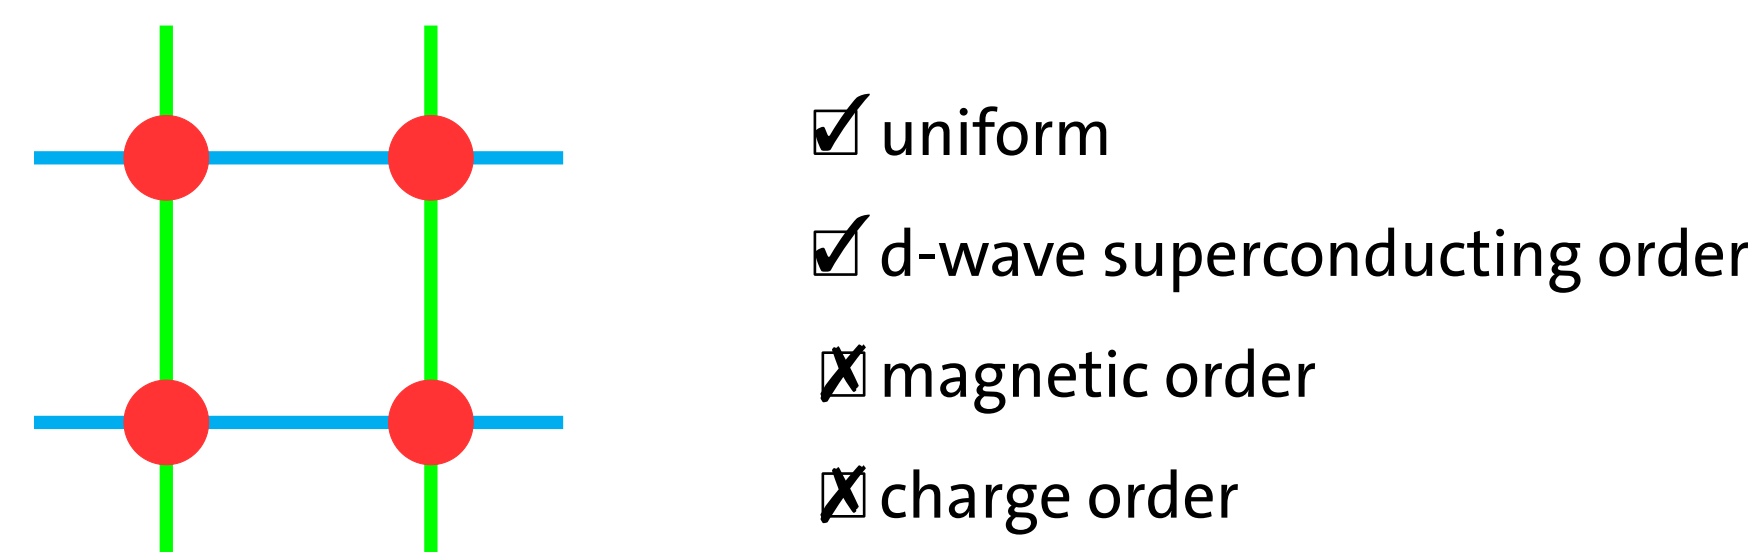 ☑ uniform
☑ d-wave superconducting order
☒ magnetic order
☒ charge order